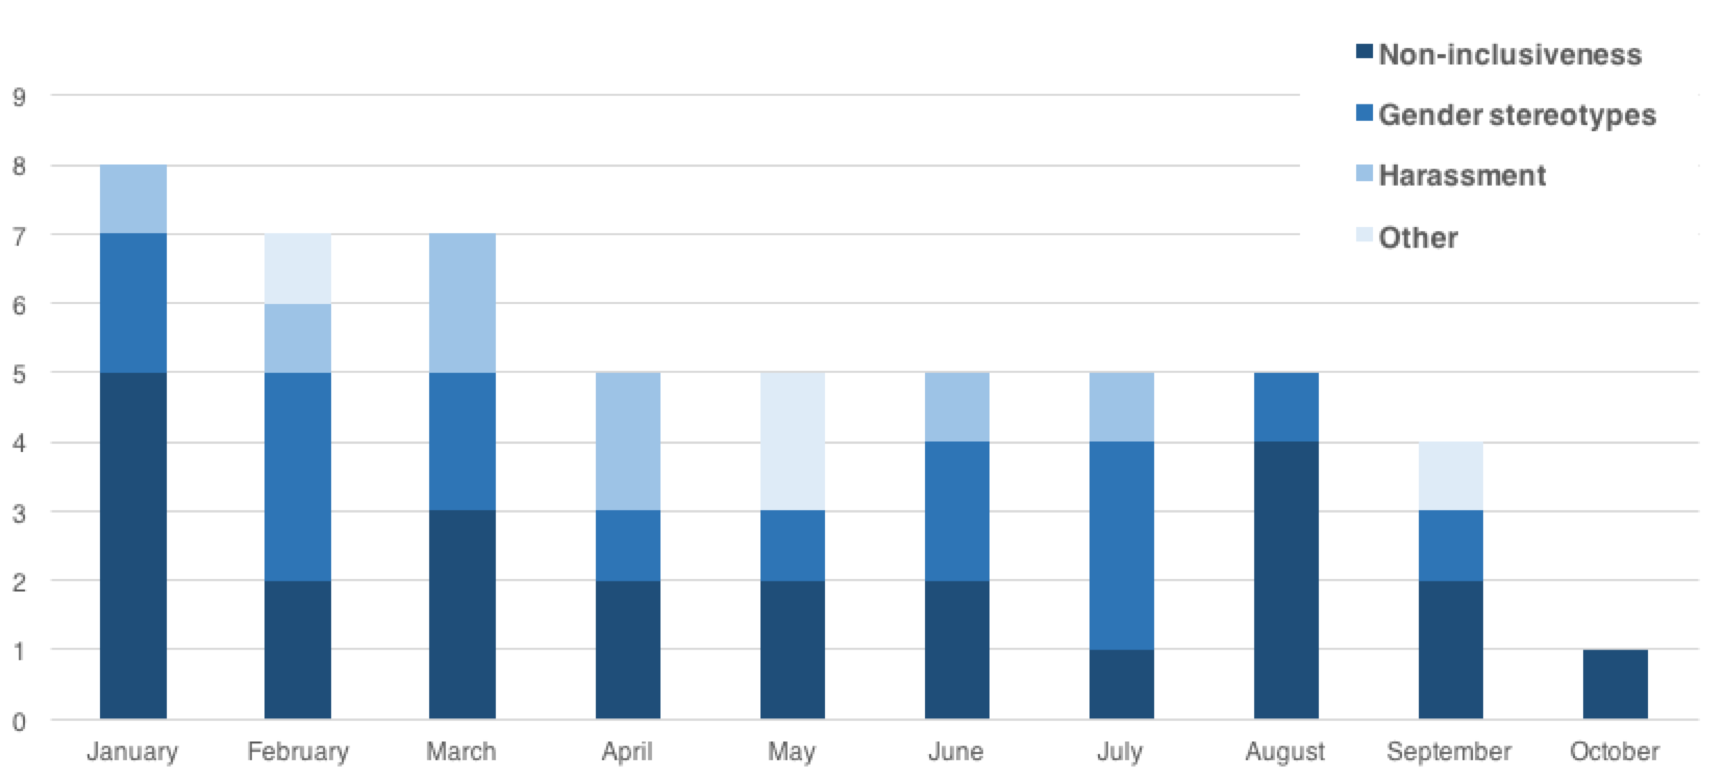 Non-inclusiveness
Gender stereotypes
Harassment
Other
9
8
7
6
5
4
3
2
1
0
January February March April May June July August September October